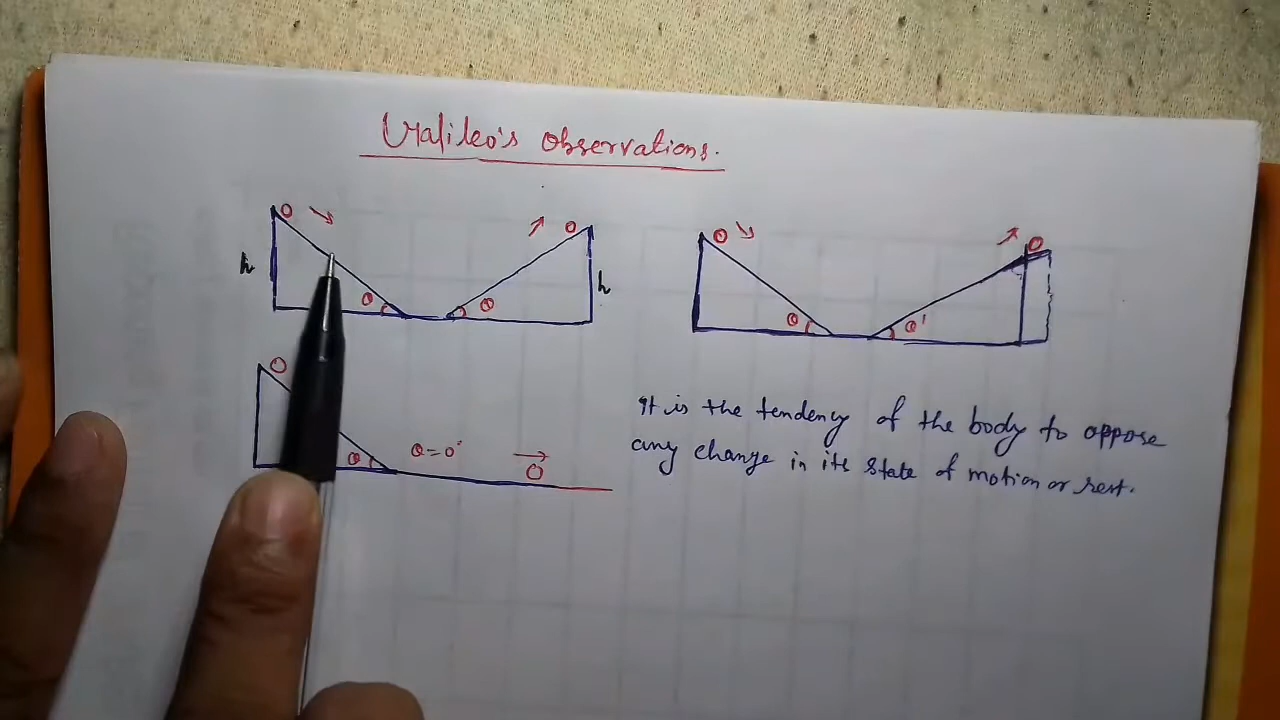 Galileo's observations.
h θ θ h
θ θ'
θ θ=0°
It is the tendency of the body to oppose
any change in its state of motion or rest.